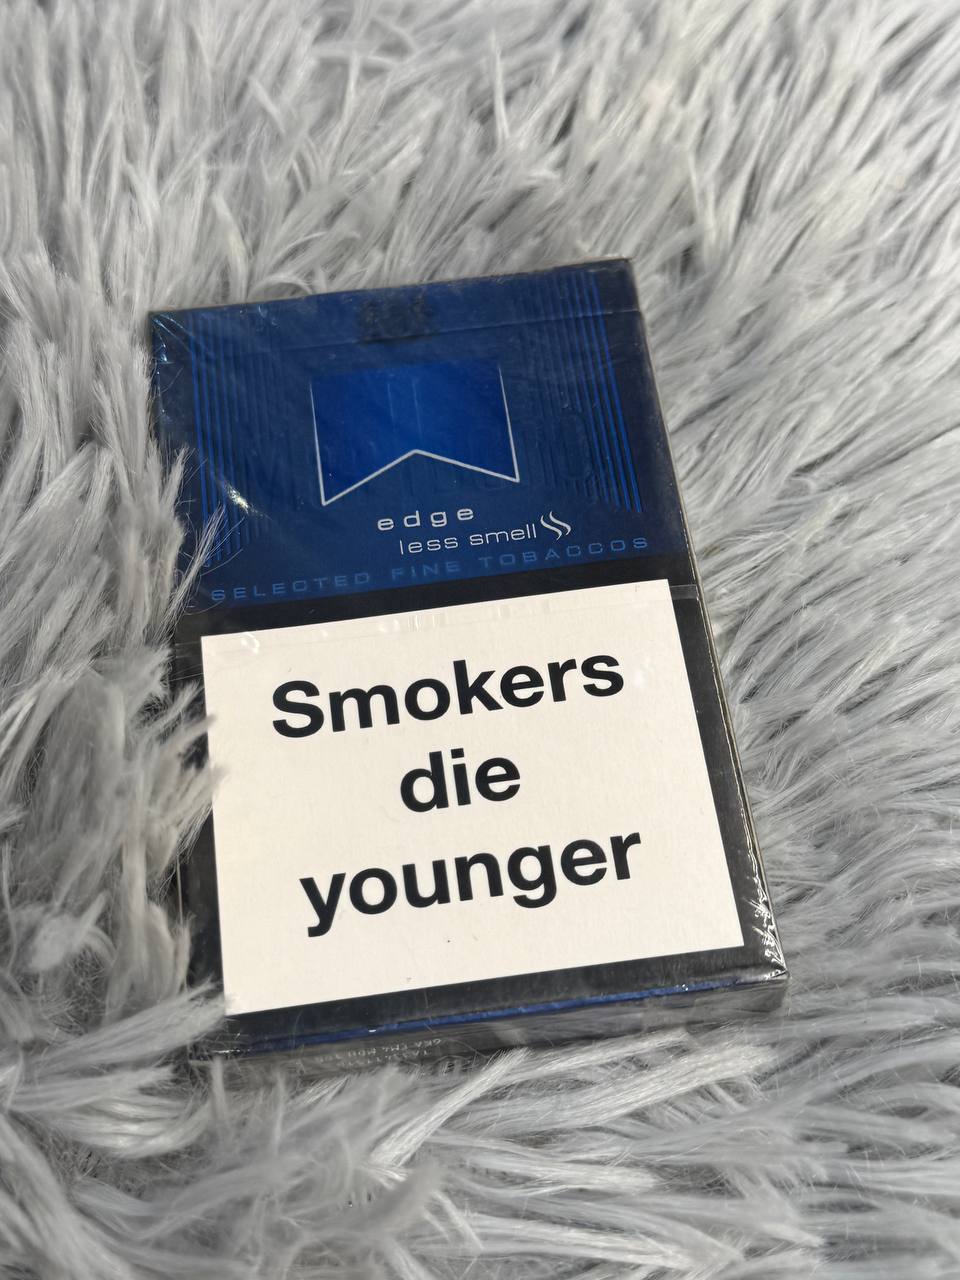 edge
less smell
SELECTED FINE TOBACCOS
Smokers
die
younger